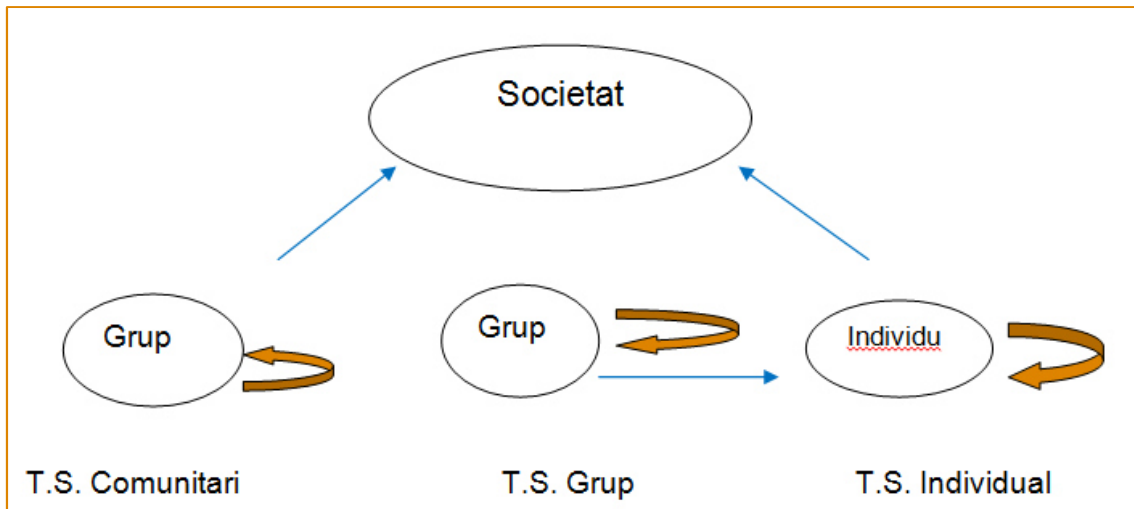 Societat
Grup
Grup
Individu
T.S. Comunitari
T.S. Grup
T.S. Individual